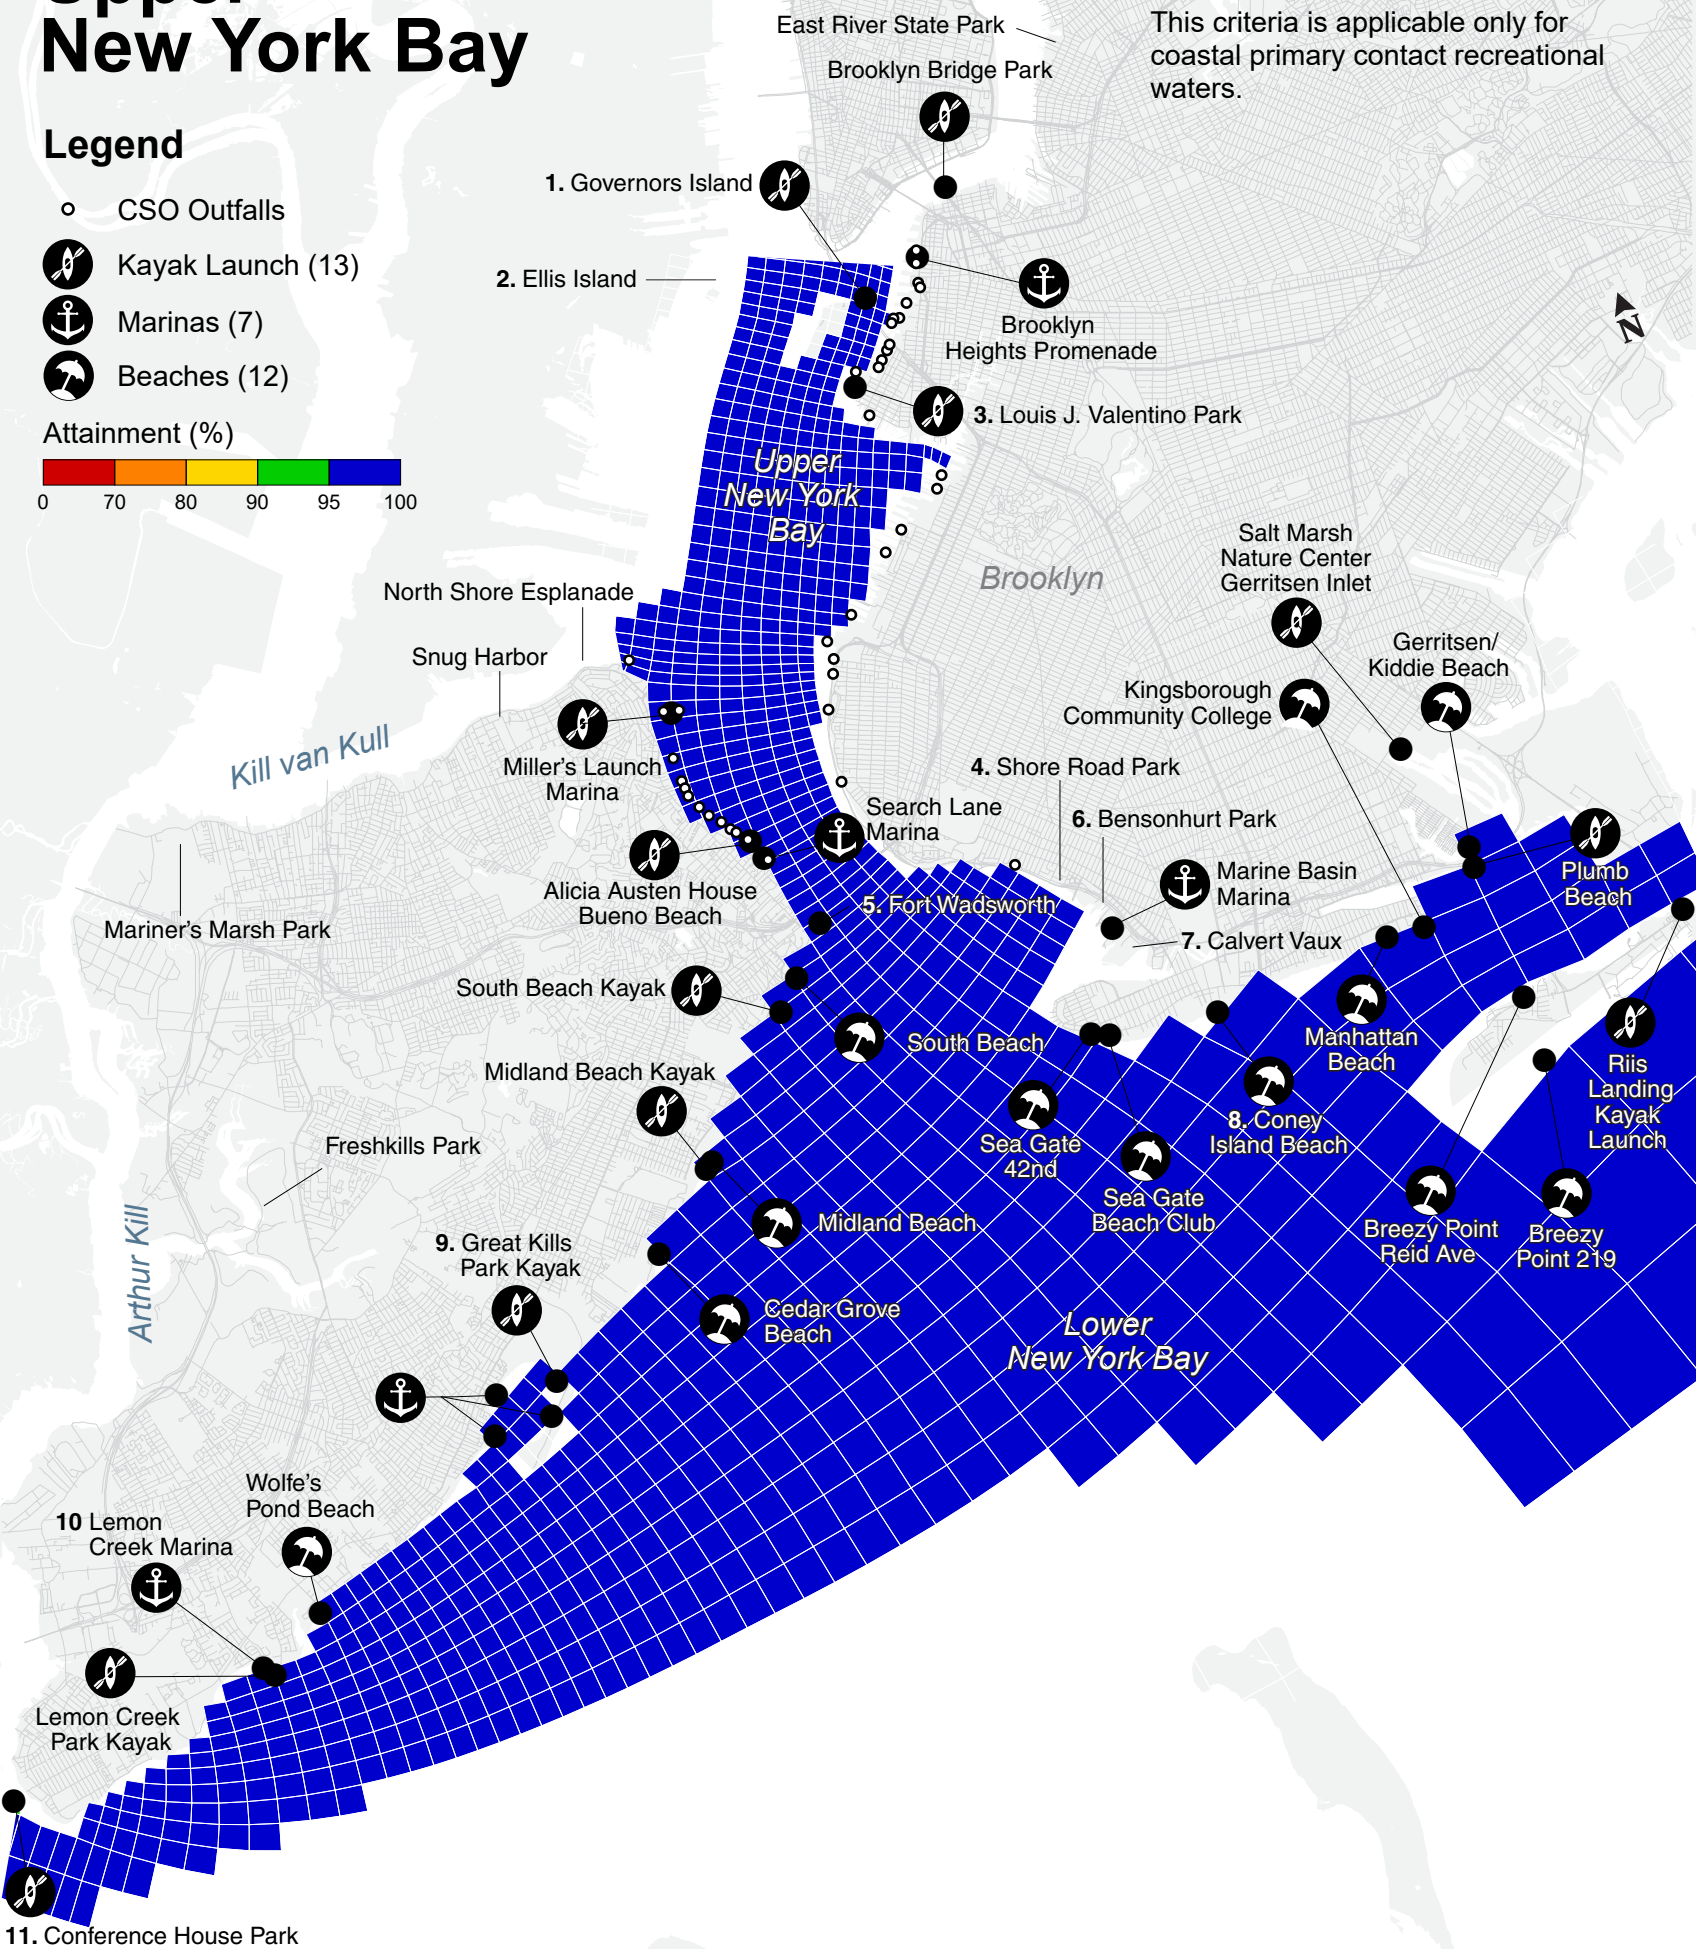 Upper
New York Bay
This criteria is applicable only for
coastal primary contact recreational
waters.
Legend
CSO Outfalls
Kayak Launch (13)
Marinas (7)
Beaches (12)
Attainment (%)
0 70 80 90 95 100
East River State Park
Brooklyn Bridge Park
1. Governors Island
2. Ellis Island
Brooklyn
Heights Promenade
N
3. Louis J. Valentino Park
Upper
New York
Bay
Brooklyn
Salt Marsh
Nature Center
Gerritsen Inlet
North Shore Esplanade
Snug Harbor
Gerritsen/
Kiddie Beach
Kingsborough
Community College
Kill van Kull
Miller's Launch
Marina
4. Shore Road Park
Search Lane
Marina
6. Bensonhurt Park
Alicia Austen House
Bueno Beach
5. Fort Wadsworth
Marine Basin
Marina
Plumb
Beach
Mariner's Marsh Park
7. Calvert Vaux
South Beach Kayak
South Beach
Manhattan
Beach
Midland Beach Kayak
Riis
Landing
Kayak
Launch
Sea Gate
42nd
8. Coney
Island Beach
Freshkills Park
Sea Gate
Beach Club
Midland Beach
Breezy Point
Reid Ave
Breezy
Point 219
Arthur Kill
9. Great Kills
Park Kayak
Cedar Grove
Beach
Lower
New York Bay
Wolfe's
Pond Beach
10 Lemon
Creek Marina
Lemon Creek
Park Kayak
11. Conference House Park